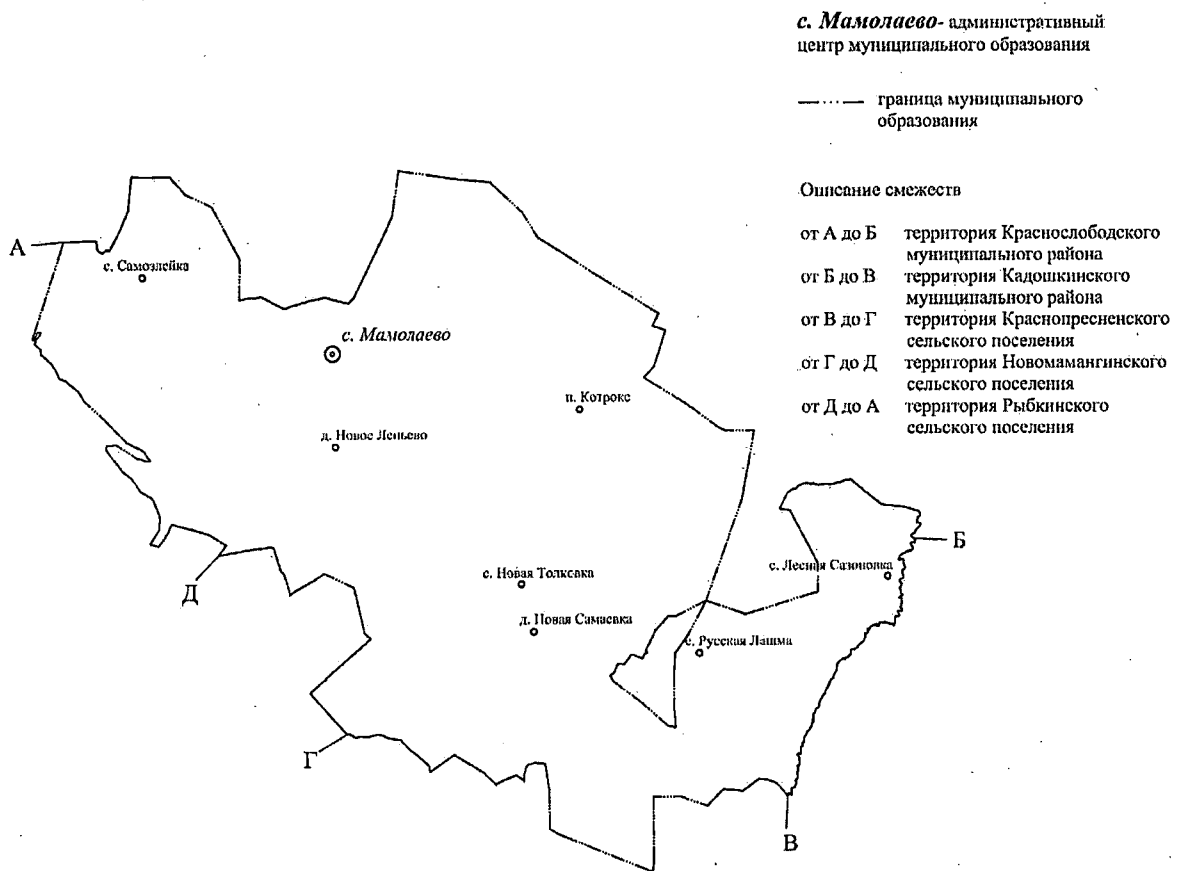 с. Мамолаево- административный
центр муниципального образования
граница муниципального
образования
Описание смежеств
от А до Б территория Краснослободского
муниципального района
от Б до В территория Кадошкинского
муниципального района
от В до Г территория Краснопресненского
сельского поселения
от Г до Д территория Новомамангинского
сельского поселения
от Д до А территория Рыбкинского
сельского поселения
А
с. Самозлейка
с. Мамолаево
п. Котрокс
д. Новое Леньево
Б
с. Лесная Сазоновка
с. Новая Толковка
Д
д. Новая Самаевка
с. Русская Лашма
Г
В